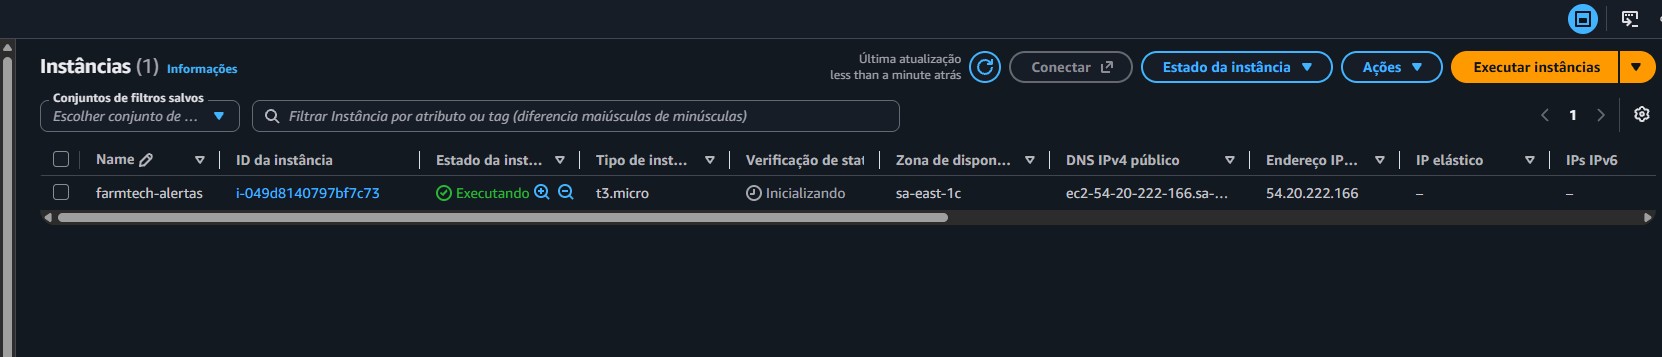 Instâncias (1) Informações
Última atualização
less than a minute atrás
Conectar
Estado da instância
Ações
Executar instâncias
Conjuntos de filtros salvos
Escolher conjunto de ...
Filtrar Instância por atributo ou tag (diferencia maiúsculas de minúsculas)
1
Name ID da instância Estado da inst... Tipo de inst... Verificação de stat Zona de dispon... DNS IPv4 público Endereço IP... IP elástico IPs IPv6
farmtech-alertas i-049d8140797bf7c73 Executando t3.micro Inicializando sa-east-1c ec2-54-20-222-166.sa-... 54.20.222.166 – –